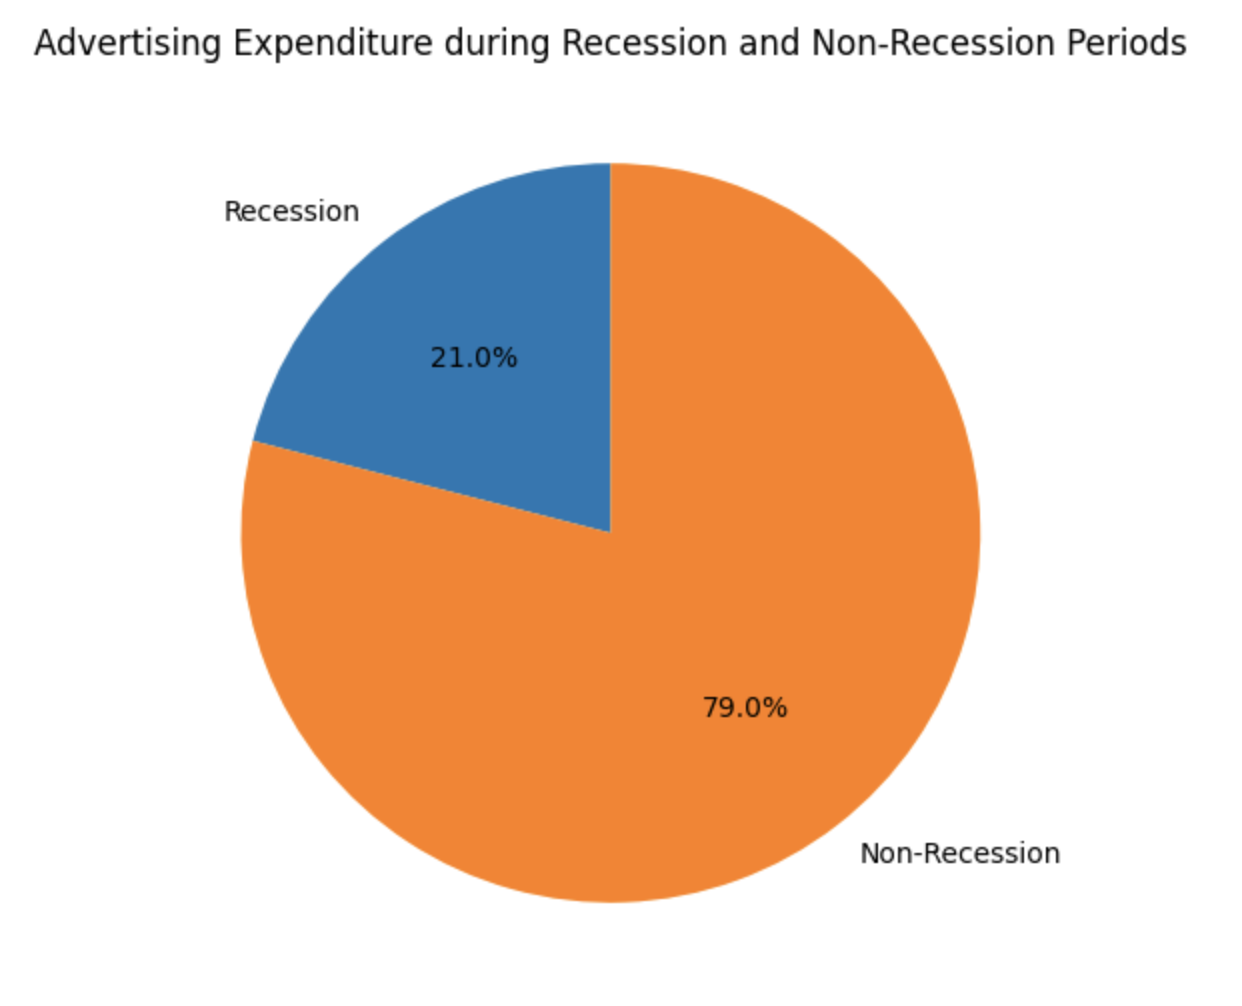 Advertising Expenditure during Recession and Non-Recession Periods
Recession
21.0%
79.0%
Non-Recession